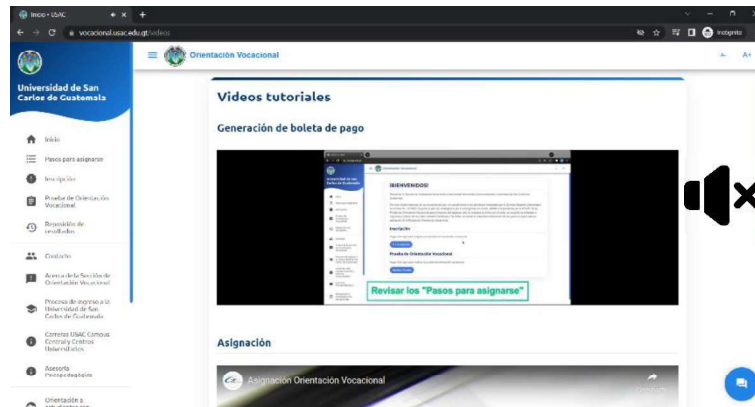 Inicio • USAC
vocacional.usac.edu.gt/videos
Incógnito
Universidad de San
Carlos de Guatemala
Orientación Vocacional
A-
A+
Inicio
Pasos para asignarse
Inscripción
Prueba de Orientación
Vocacional
Reposición de
resultados
Contacto
Acerca de la Sección de
Orientación Vocacional
Proceso de ingreso a la
Universidad de San
Carlos de Guatemala
Carreras USAC Campus
Central y Centros
Universitarios
Asesoría
Psicopedagógica
Orientación a
estudiantes con
Videos tutoriales
Generación de boleta de pago
¡BIENVENIDOS!
Inscripción
Prueba de Orientación Vocacional
Revisar los "Pasos para asignarse"
Asignación
Asignación Orientación Vocacional